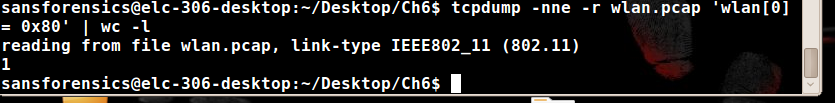 sansforensics@elc-306-desktop:~/Desktop/Ch6$ tcpdump -nne -r wlan.pcap 'wlan[0]
= 0x80' | wc -l
reading from file wlan.pcap, link-type IEEE802_11 (802.11)
1
sansforensics@elc-306-desktop:~/Desktop/Ch6$